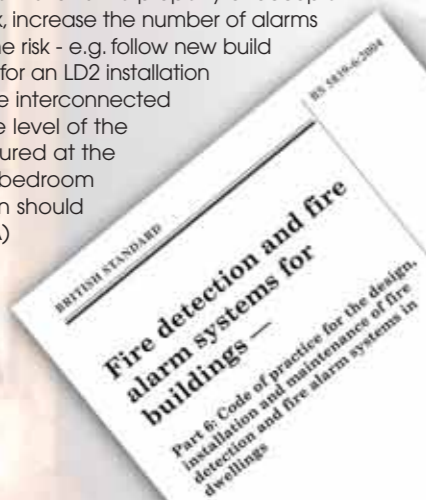 k, increase the number of alarms
e risk - e.g. follow new build
for an LD2 installation
e interconnected
e level of the
ured at the
bedroom
n should
)
BS 5839-6:2004
BRITISH STANDARD
Fire detection and fire
alarm systems for
buildings —
Part 6: Code of practice for the design,
installation and maintenance of fire
detection and fire alarm systems in
dwellings